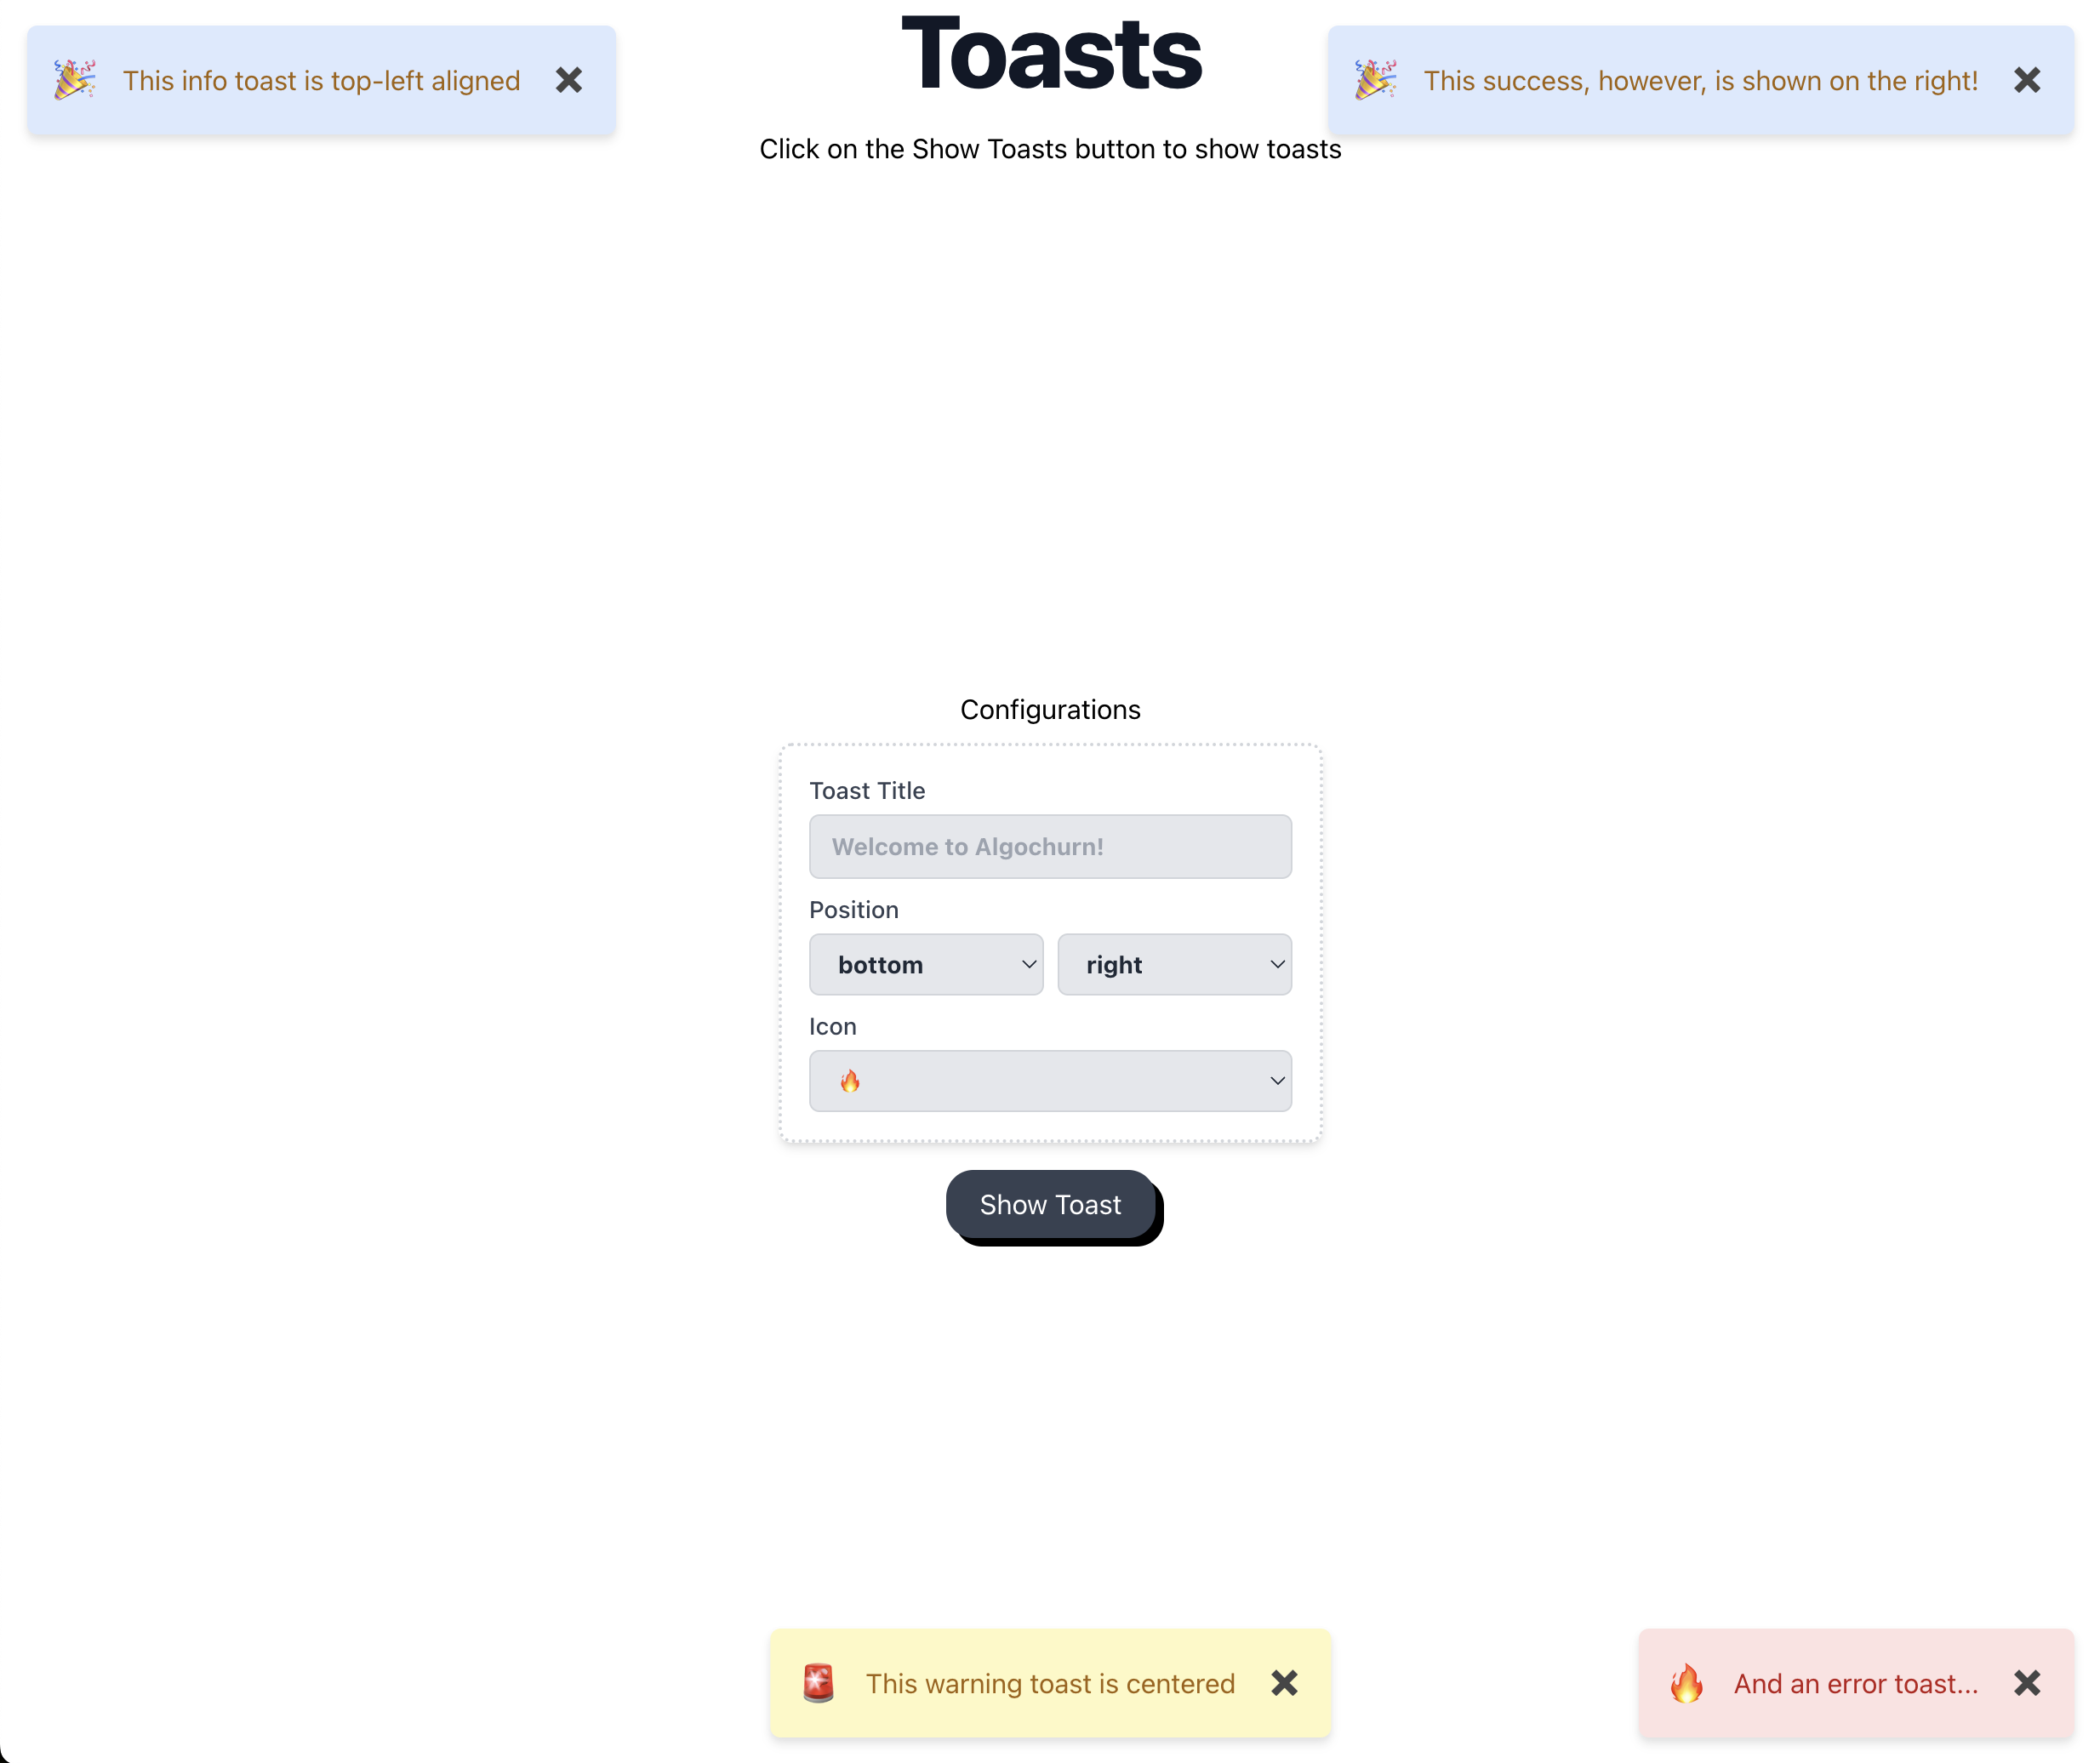 Toasts
🎉 This info toast is top-left aligned ✖
🎉 This success, however, is shown on the right! ✖
Click on the Show Toasts button to show toasts
Configurations
Toast Title
Welcome to Algochurn!
Position
bottom
right
Icon
🔥
Show Toast
🚨 This warning toast is centered ✖
🔥 And an error toast... ✖